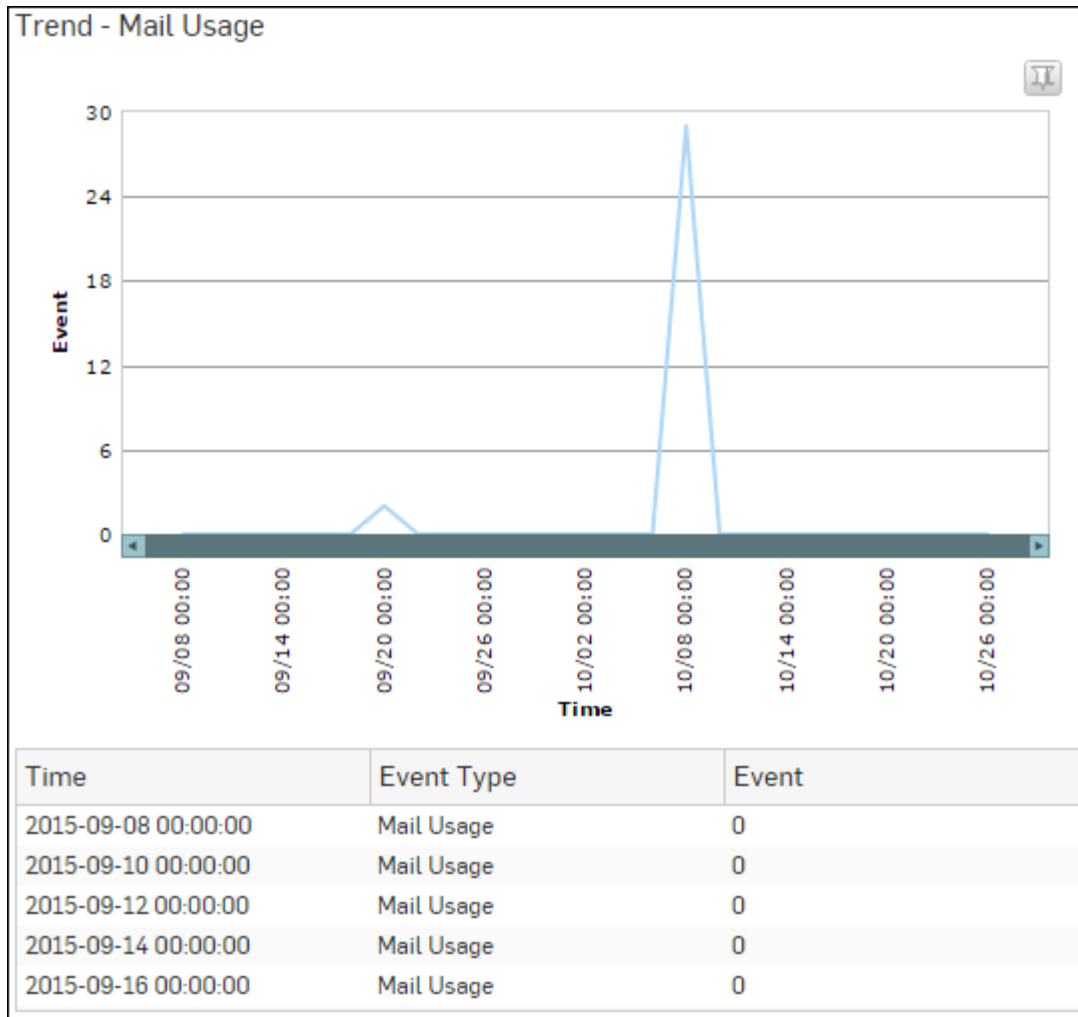 Trend - Mail Usage
30
24
18
12
6
0
Event
09/08 00:00
09/14 00:00
09/20 00:00
09/26 00:00
10/02 00:00
10/08 00:00
10/14 00:00
10/20 00:00
10/26 00:00
Time
Time Event Type Event
2015-09-08 00:00:00 Mail Usage 0
2015-09-10 00:00:00 Mail Usage 0
2015-09-12 00:00:00 Mail Usage 0
2015-09-14 00:00:00 Mail Usage 0
2015-09-16 00:00:00 Mail Usage 0